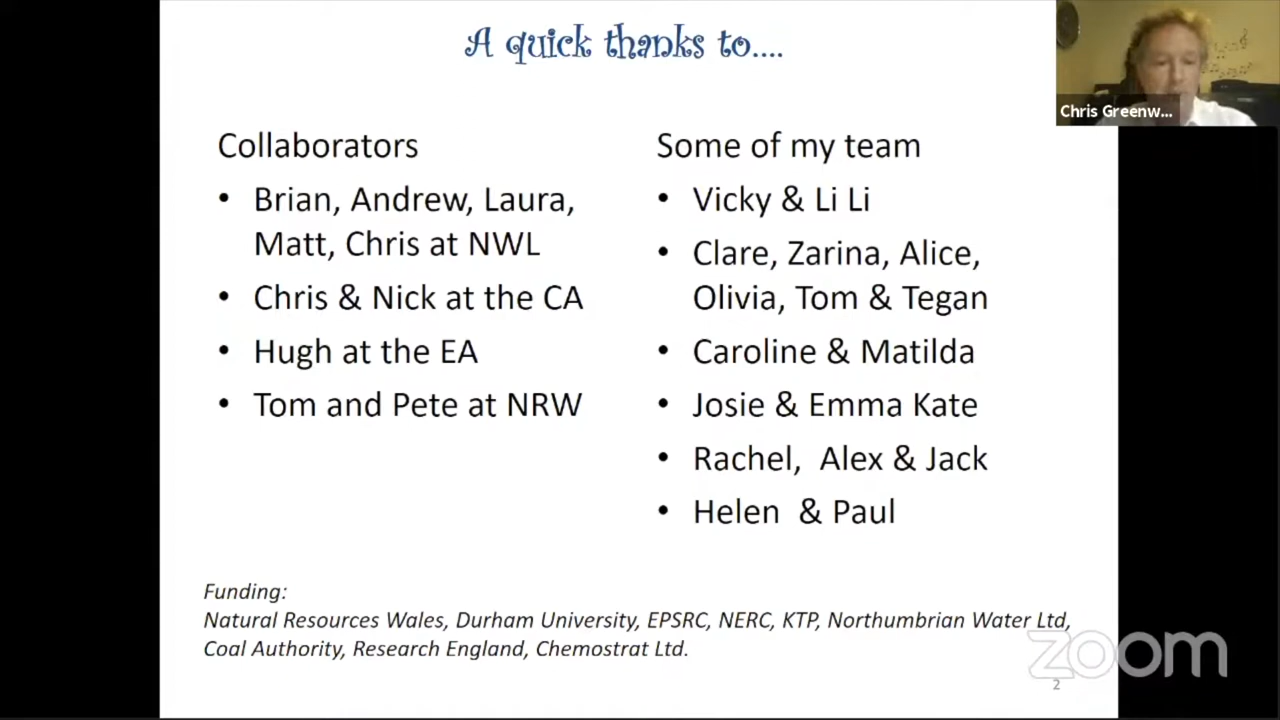 A quick thanks to....
Chris Greenw...
Collaborators
• Brian, Andrew, Laura,
Matt, Chris at NWL
• Chris & Nick at the CA
• Hugh at the EA
• Tom and Pete at NRW
Some of my team
• Vicky & Li Li
• Clare, Zarina, Alice,
Olivia, Tom & Tegan
• Caroline & Matilda
• Josie & Emma Kate
• Rachel, Alex & Jack
• Helen & Paul
Funding:
Natural Resources Wales, Durham University, EPSRC, NERC, KTP, Northumbrian Water Ltd,
Coal Authority, Research England, Chemostrat Ltd.
zoom
2